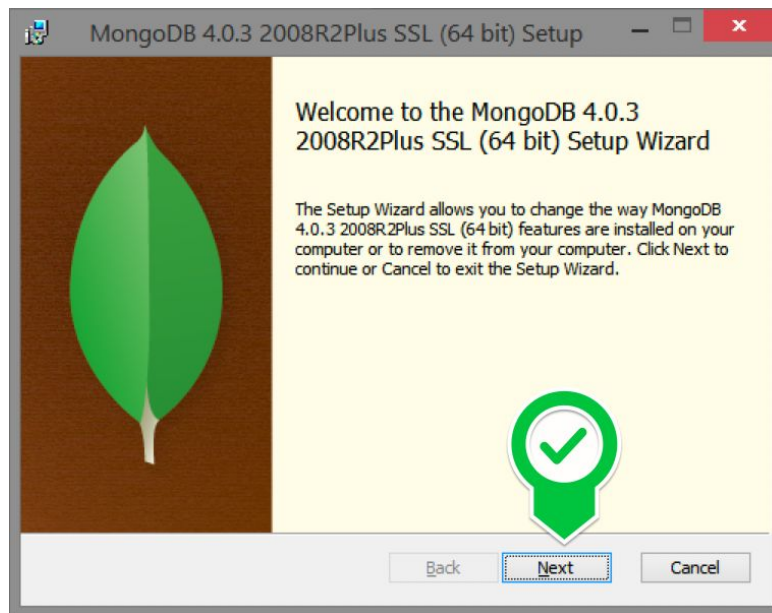 MongoDB 4.0.3 2008R2Plus SSL (64 bit) Setup
Welcome to the MongoDB 4.0.3
2008R2Plus SSL (64 bit) Setup Wizard
The Setup Wizard allows you to change the way MongoDB
4.0.3 2008R2Plus SSL (64 bit) features are installed on your
computer or to remove it from your computer. Click Next to
continue or Cancel to exit the Setup Wizard.
Back Next Cancel